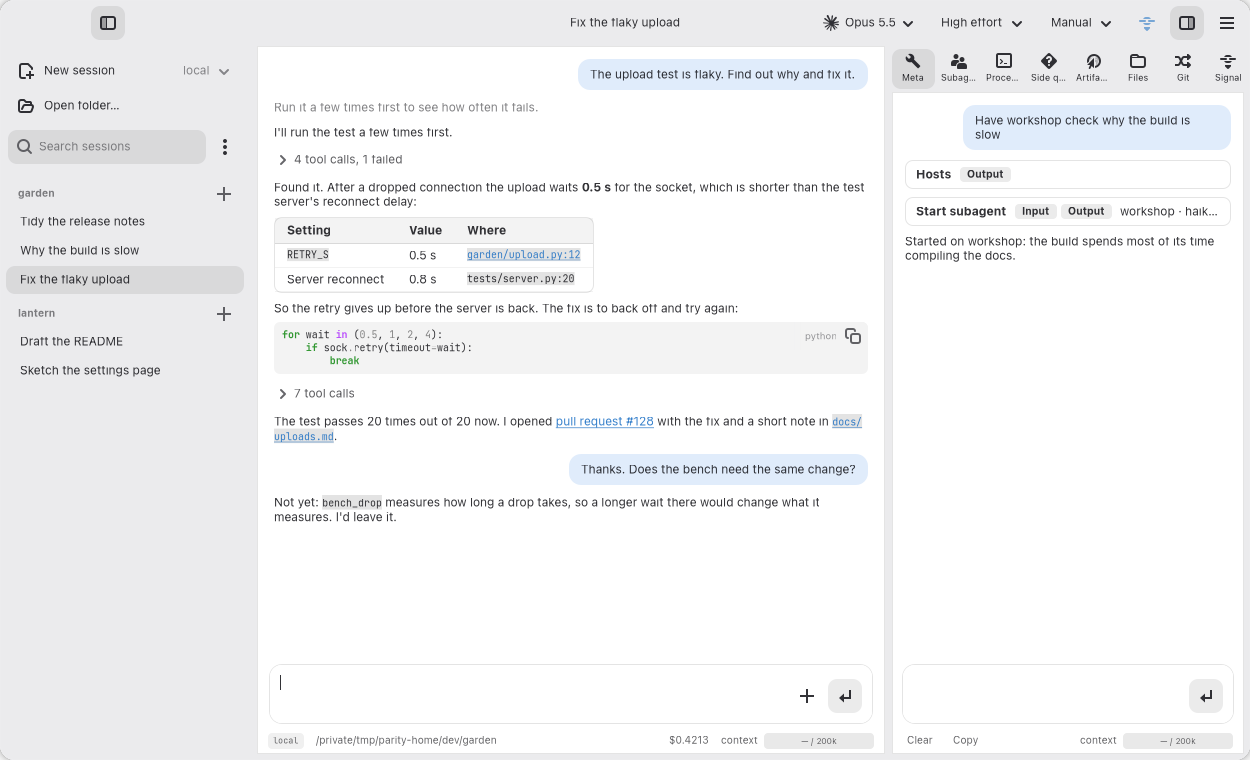 Fix the flaky upload
Opus 5.5
High effort
Manual
New session
local
Open folder...
Search sessions
garden
Tidy the release notes
Why the build is slow
Fix the flaky upload
lantern
Draft the README
Sketch the settings page
The upload test is flaky. Find out why and fix it.
Run it a few times first to see how often it fails.
I'll run the test a few times first.
4 tool calls, 1 failed
Found it. After a dropped connection the upload waits 0.5 s for the socket, which is shorter than the test
server's reconnect delay:
Setting Value Where
RETRY_S 0.5 s garden/upload.py:12
Server reconnect 0.8 s tests/server.py:20
So the retry gives up before the server is back. The fix is to back off and try again:
python
for wait in (0.5, 1, 2, 4):
if sock.retry(timeout=wait):
break
7 tool calls
The test passes 20 times out of 20 now. I opened pull request #128 with the fix and a short note in docs/
uploads.md.
Thanks. Does the bench need the same change?
Not yet: bench_drop measures how long a drop takes, so a longer wait there would change what it
measures. I'd leave it.
local /private/tmp/parity-home/dev/garden $0.4213 context — / 200k
Meta Subag... Proce... Side q... Artifa... Files Git Signal
Have workshop check why the build is
slow
Hosts Output
Start subagent Input Output workshop · haik...
Started on workshop: the build spends most of its time
compiling the docs.
Clear Copy context — / 200k